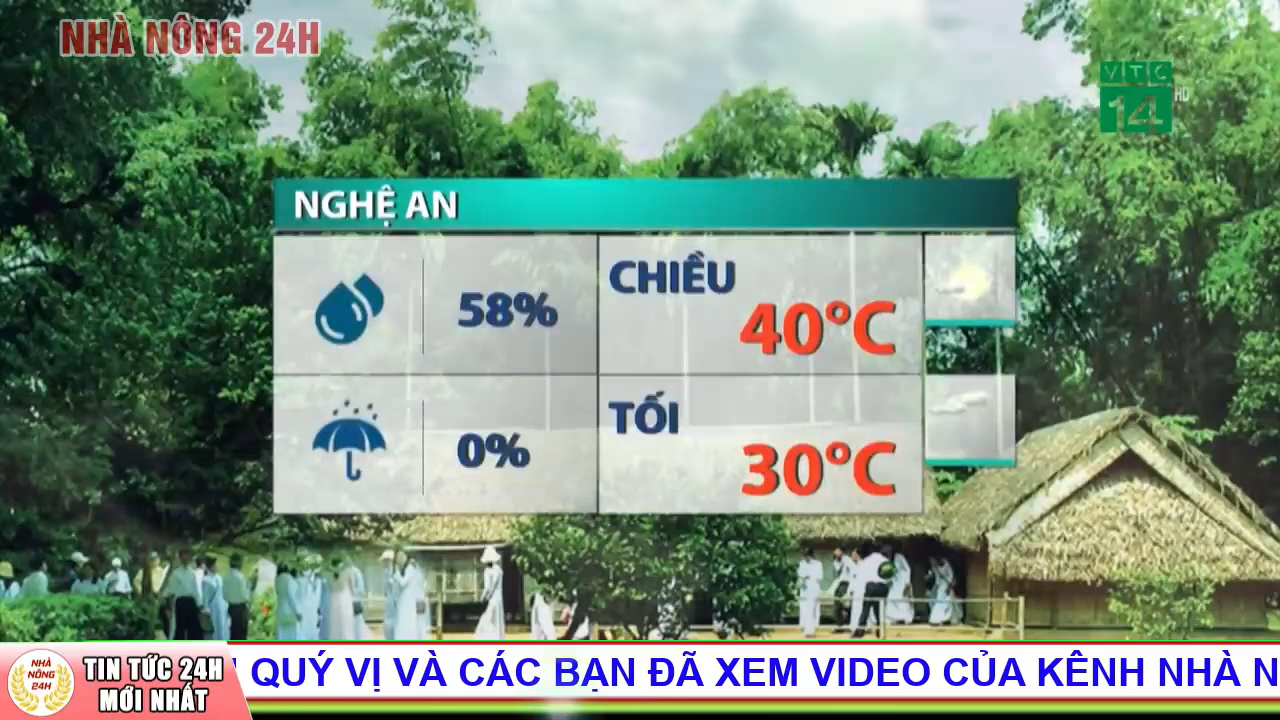 NHÀ NÔNG 24H
VTC
14
HD
NGHỆ AN
58%
CHIỀU
40°C
0%
TỐI
30°C
NHÀ NÔNG 24H
TIN TỨC 24H
MỚI NHẤT
QUÝ VỊ VÀ CÁC BẠN ĐÃ XEM VIDEO CỦA KÊNH NHÀ N